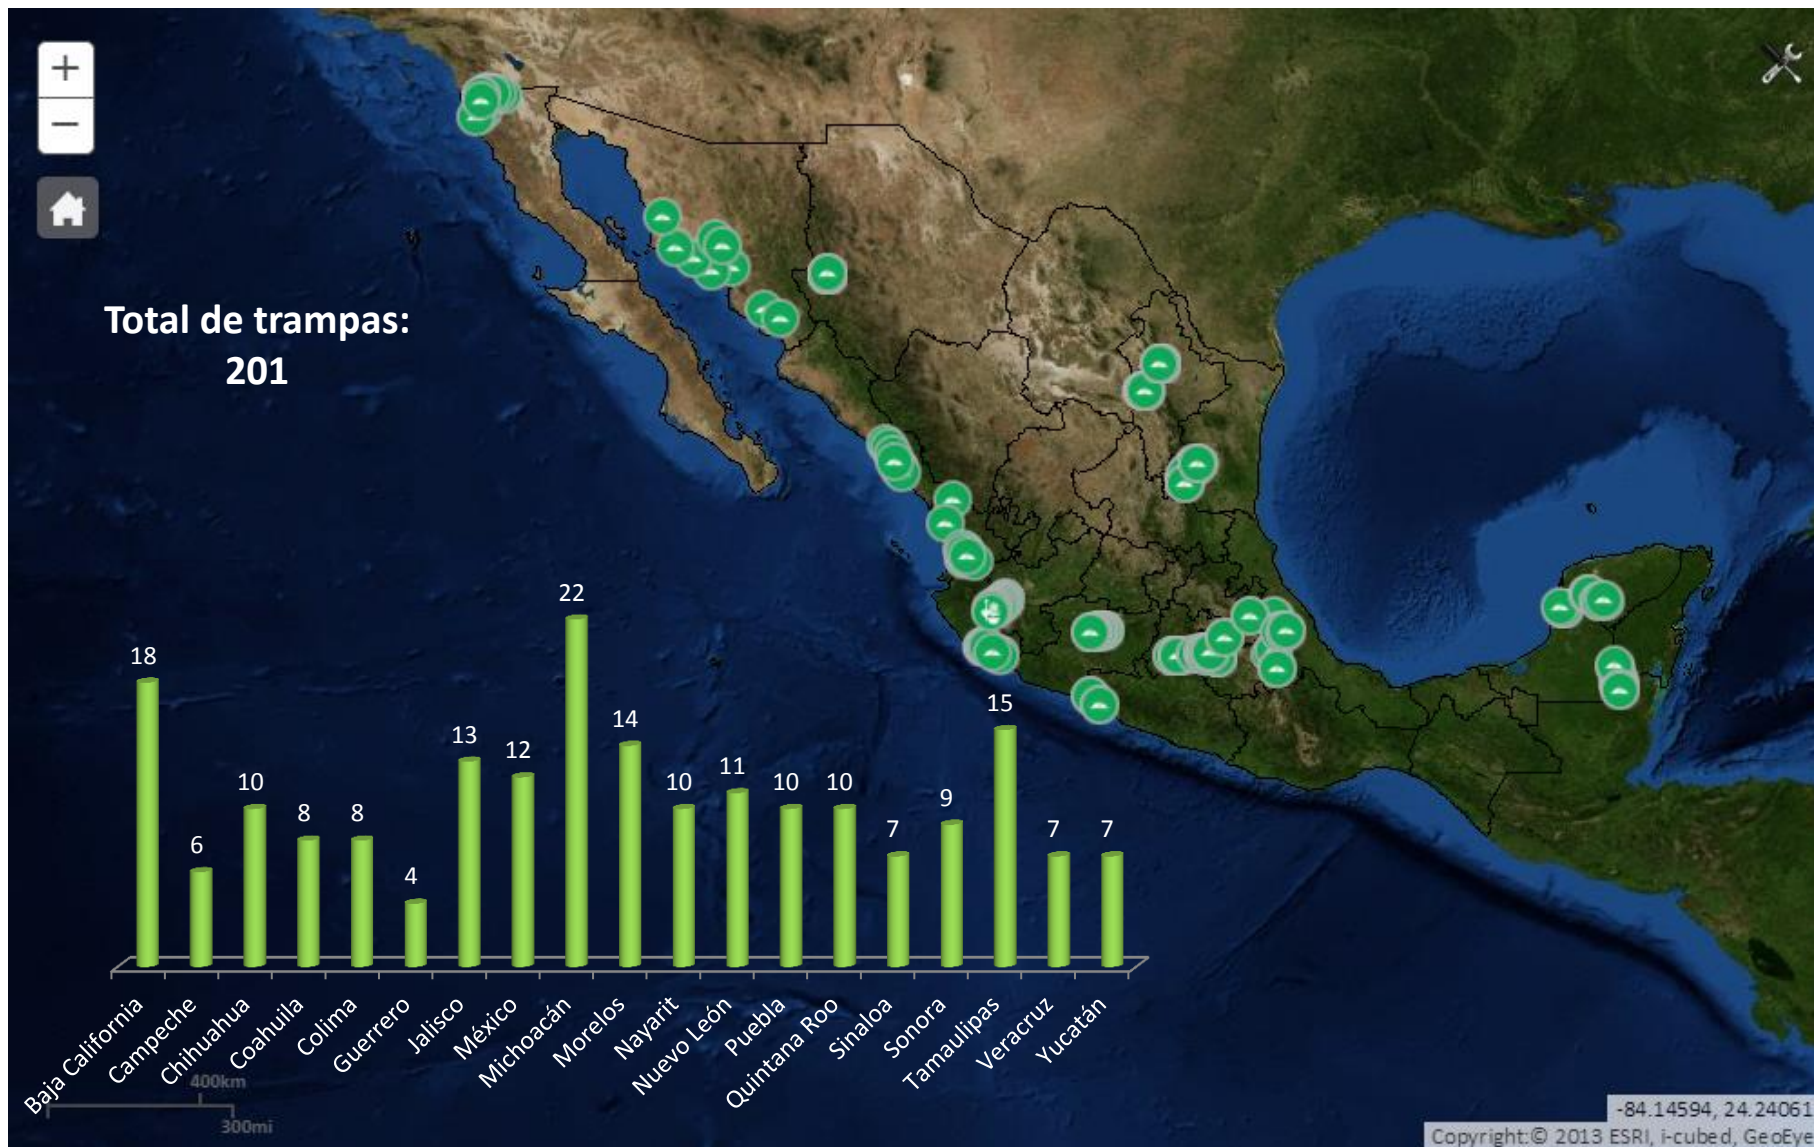 +
−
Total de trampas:
201
18
6
10
8
8
4
13
12
22
14
10
11
10
10
7
9
15
7
7
Baja California
Campeche
Chihuahua
Coahuila
Colima
Guerrero
Jalisco
México
Michoacán
Morelos
Nayarit
Nuevo León
Puebla
Quintana Roo
Sinaloa
Sonora
Tamaulipas
Veracruz
Yucatán
400km
300mi
-84.14594, 24.24061
Copyright:© 2013 ESRI, i-cubed, GeoEye